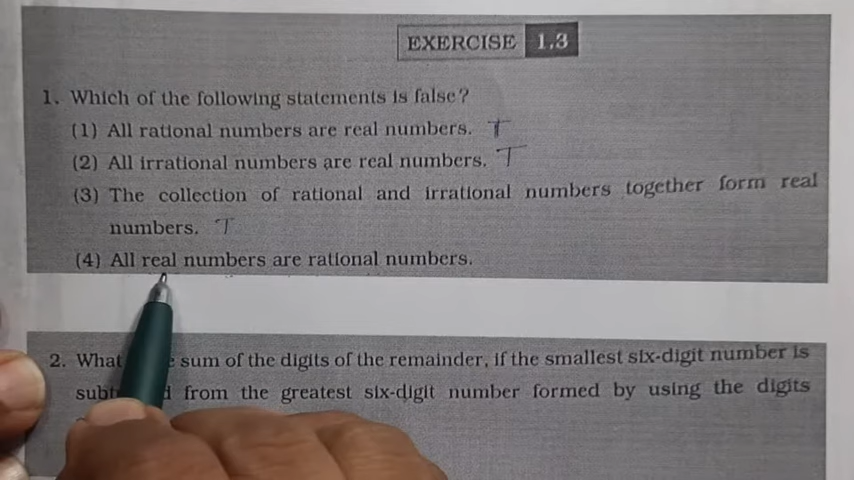 EXERCISE 1.3
1. Which of the following statements is false?
(1) All rational numbers are real numbers. T
(2) All irrational numbers are real numbers. T
(3) The collection of rational and irrational numbers together form real
numbers. T
(4) All real numbers are rational numbers.
2. What sum of the digits of the remainder, if the smallest six-digit number is
from the greatest six-digit number formed by using the digits